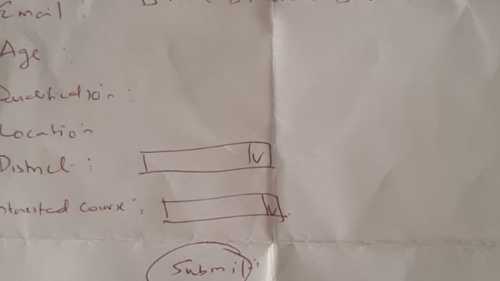 Email :
Age :
Qualification :
Location
District :
Interested course :
Submit